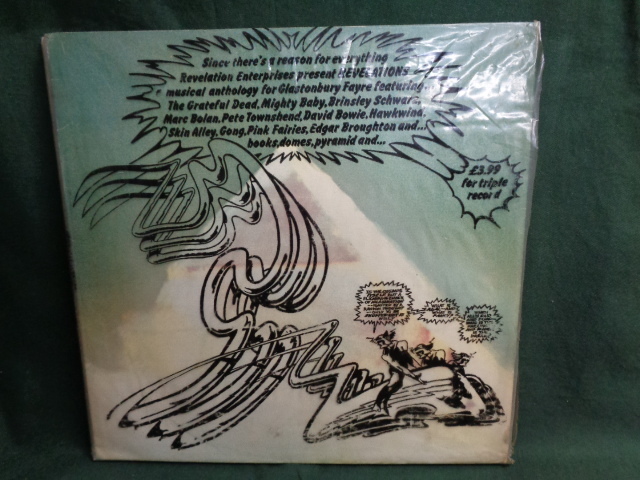 Since there's a reason for everything
Revelation Enterprises present REVELATIONS
musical anthology for Glastonbury Fayre featuring...
The Grateful Dead, Mighty Baby, Brinsley Schwarz,
Marc Bolan, Pete Townshend, David Bowie, Hawkwind,
Skin Alley, Gong, Pink Fairies, Edgar Broughton and...
books, domes, pyramid and...
£3.99
for triple
record